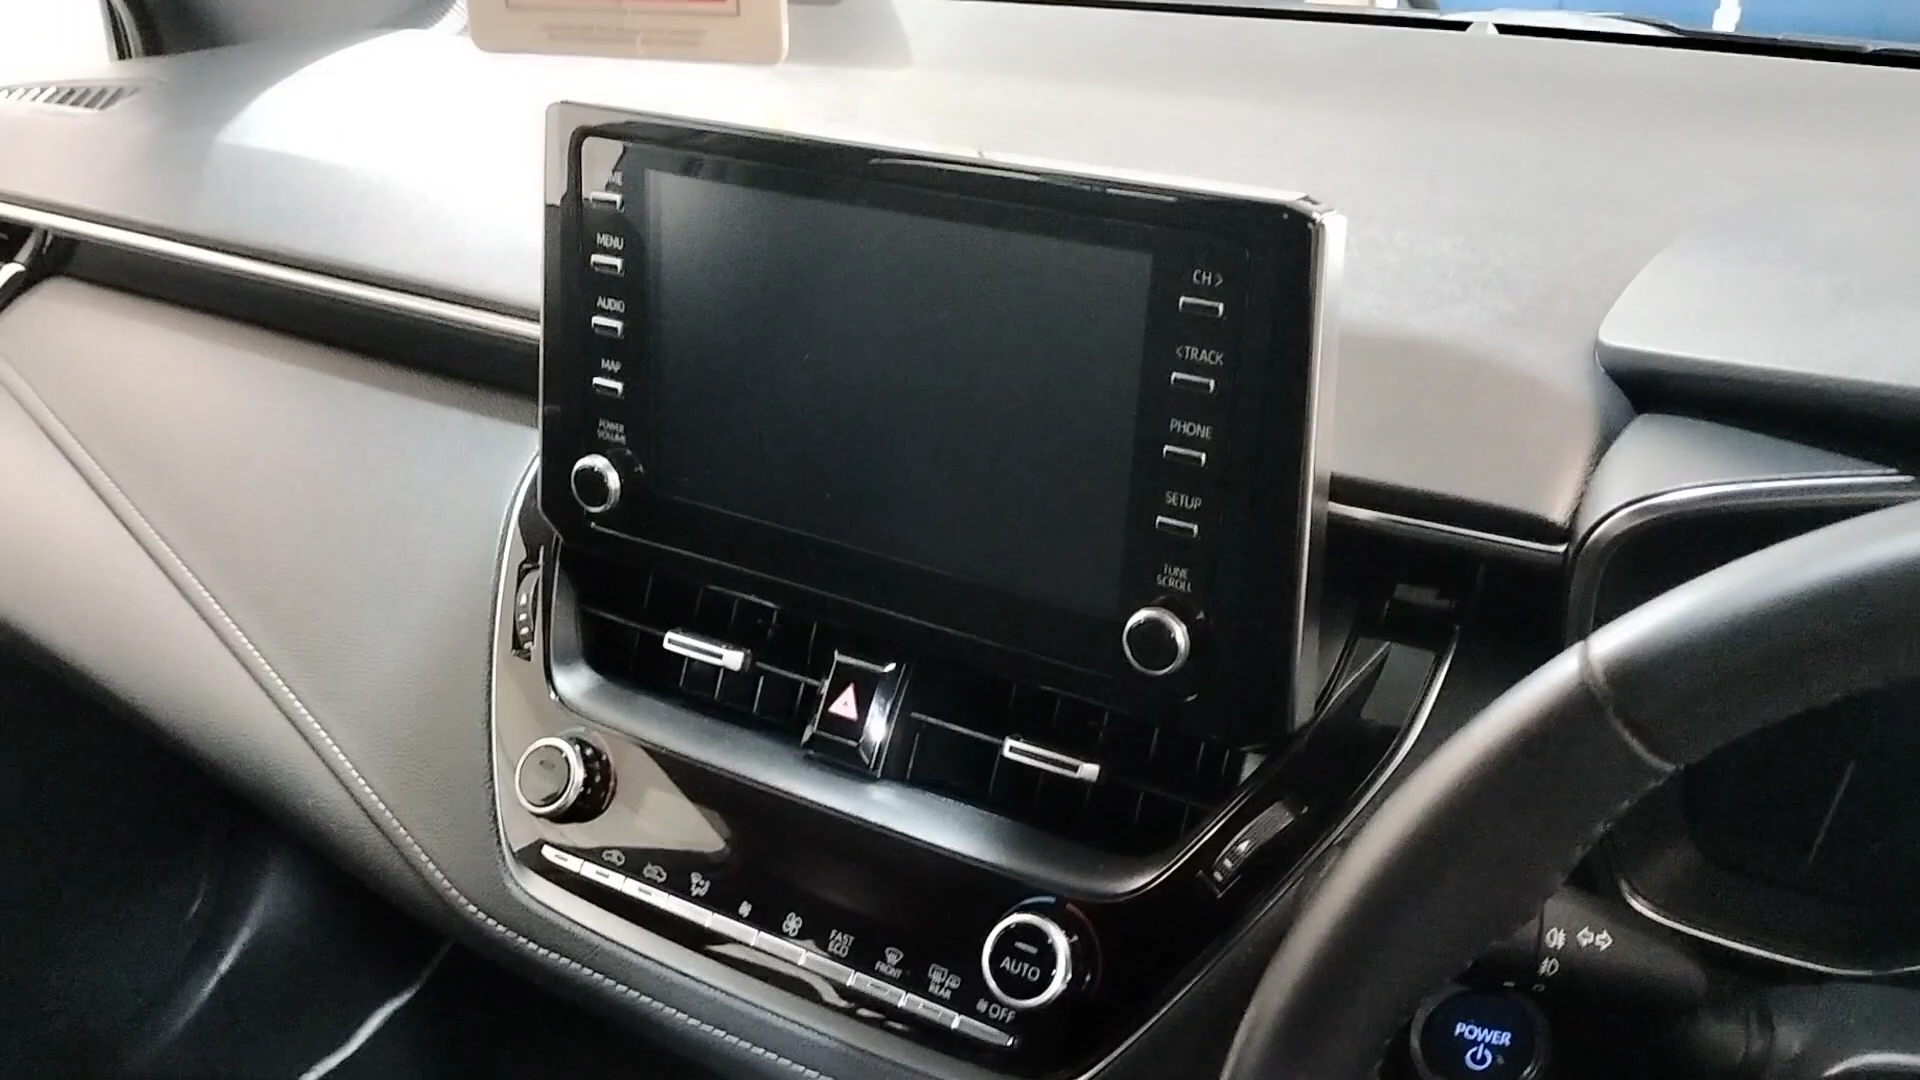 MENU
AUDIO
MAP
POWER
VOLUME
CH >
< TRACK
PHONE
SETUP
TUNE
SCROLL
FAST
ECO
FRONT
REAR
AUTO
OFF
POWER